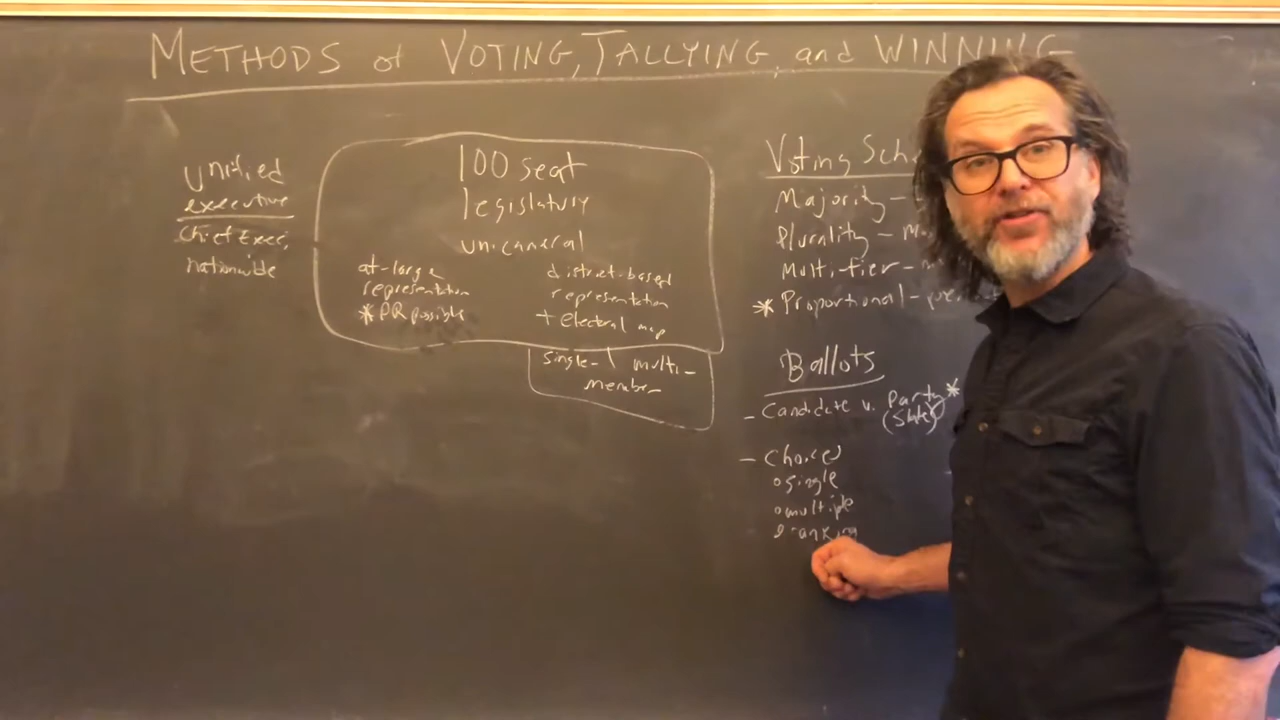 METHODS of VOTING, TALLYING, and WINNING
Unified
executive
Chief Exec,
nationwide
100 seat
legislature
unicameral
at-large
representation
*PR possible
district-based
representation
+ electoral map
single-\ multi-
member
Voting Sch
Majority -
Plurality - M
Multi-tier -
* Proportional -
Ballots
- Candidate v. Party *
(Slate)
- Choices
o single
o multiple
o ranking